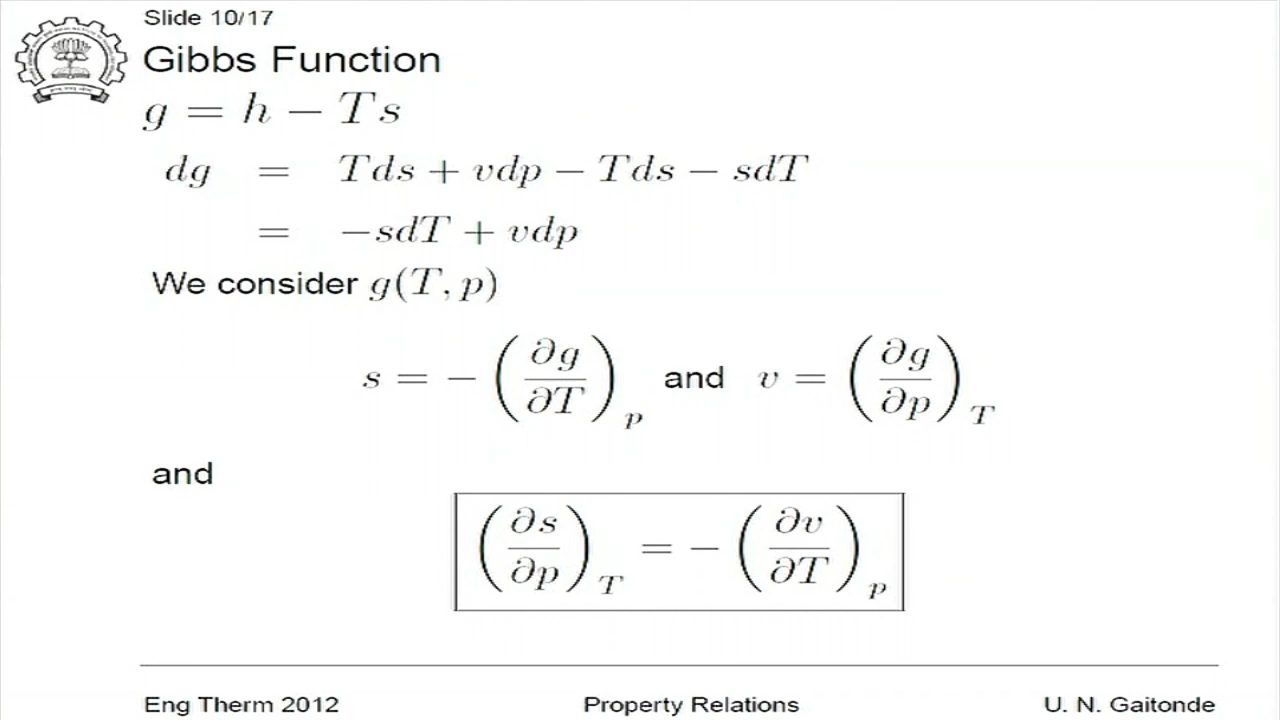 Slide 10/17
Gibbs Function
g = h − Ts
dg = Tds + vdp − Tds − sdT
= −sdT + vdp
We consider g(T, p)
s = − (∂g/∂T)_p and v = (∂g/∂p)_T
and
(∂s/∂p)_T = − (∂v/∂T)_p
Eng Therm 2012 Property Relations U. N. Gaitonde